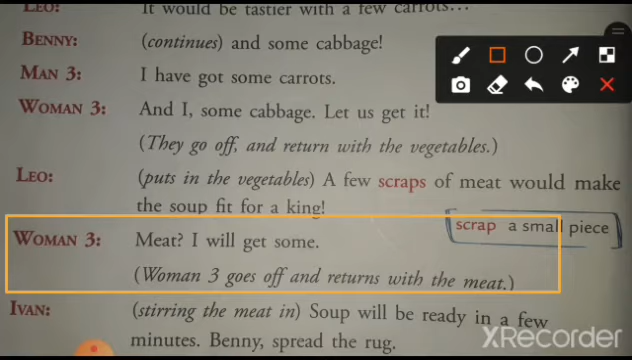 LEO: It would be tastier with a few carrots...
BENNY: (continues) and some cabbage!
MAN 3: I have got some carrots.
WOMAN 3: And I, some cabbage. Let us get it!
(They go off, and return with the vegetables.)
LEO: (puts in the vegetables) A few scraps of meat would make
the soup fit for a king!
scrap a small piece
WOMAN 3: Meat? I will get some.
(Woman 3 goes off and returns with the meat.)
IVAN: (stirring the meat in) Soup will be ready in a few
minutes. Benny, spread the rug.
XRecorder